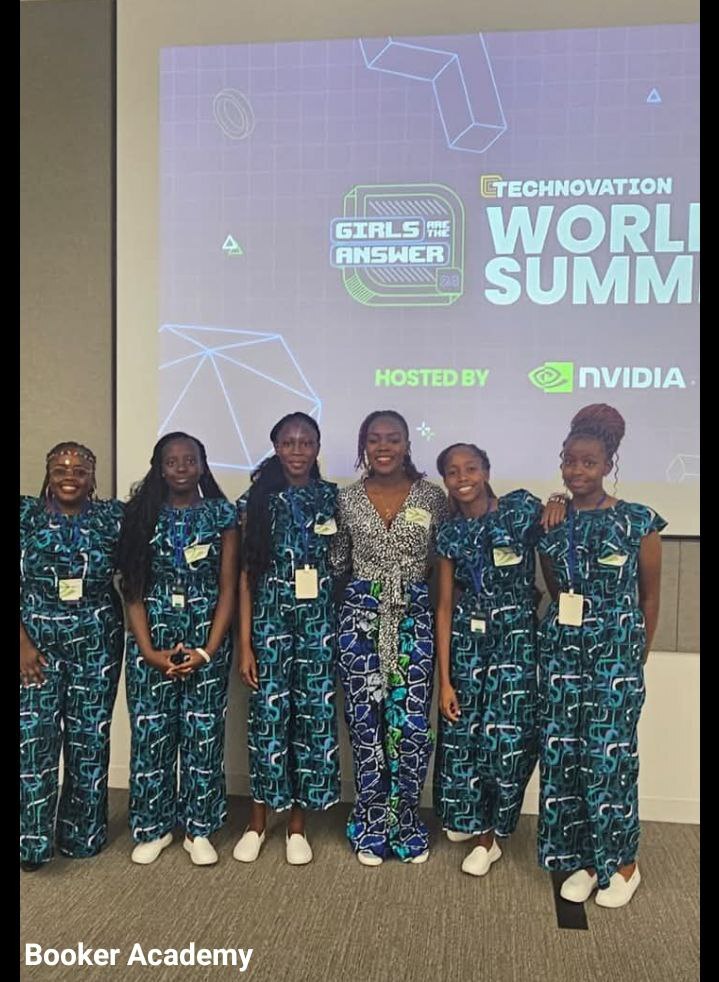 TECHNOVATION
GIRLS ARE THE
ANSWER
WORL
SUMM
HOSTED BY
NVIDIA.
Booker Academy